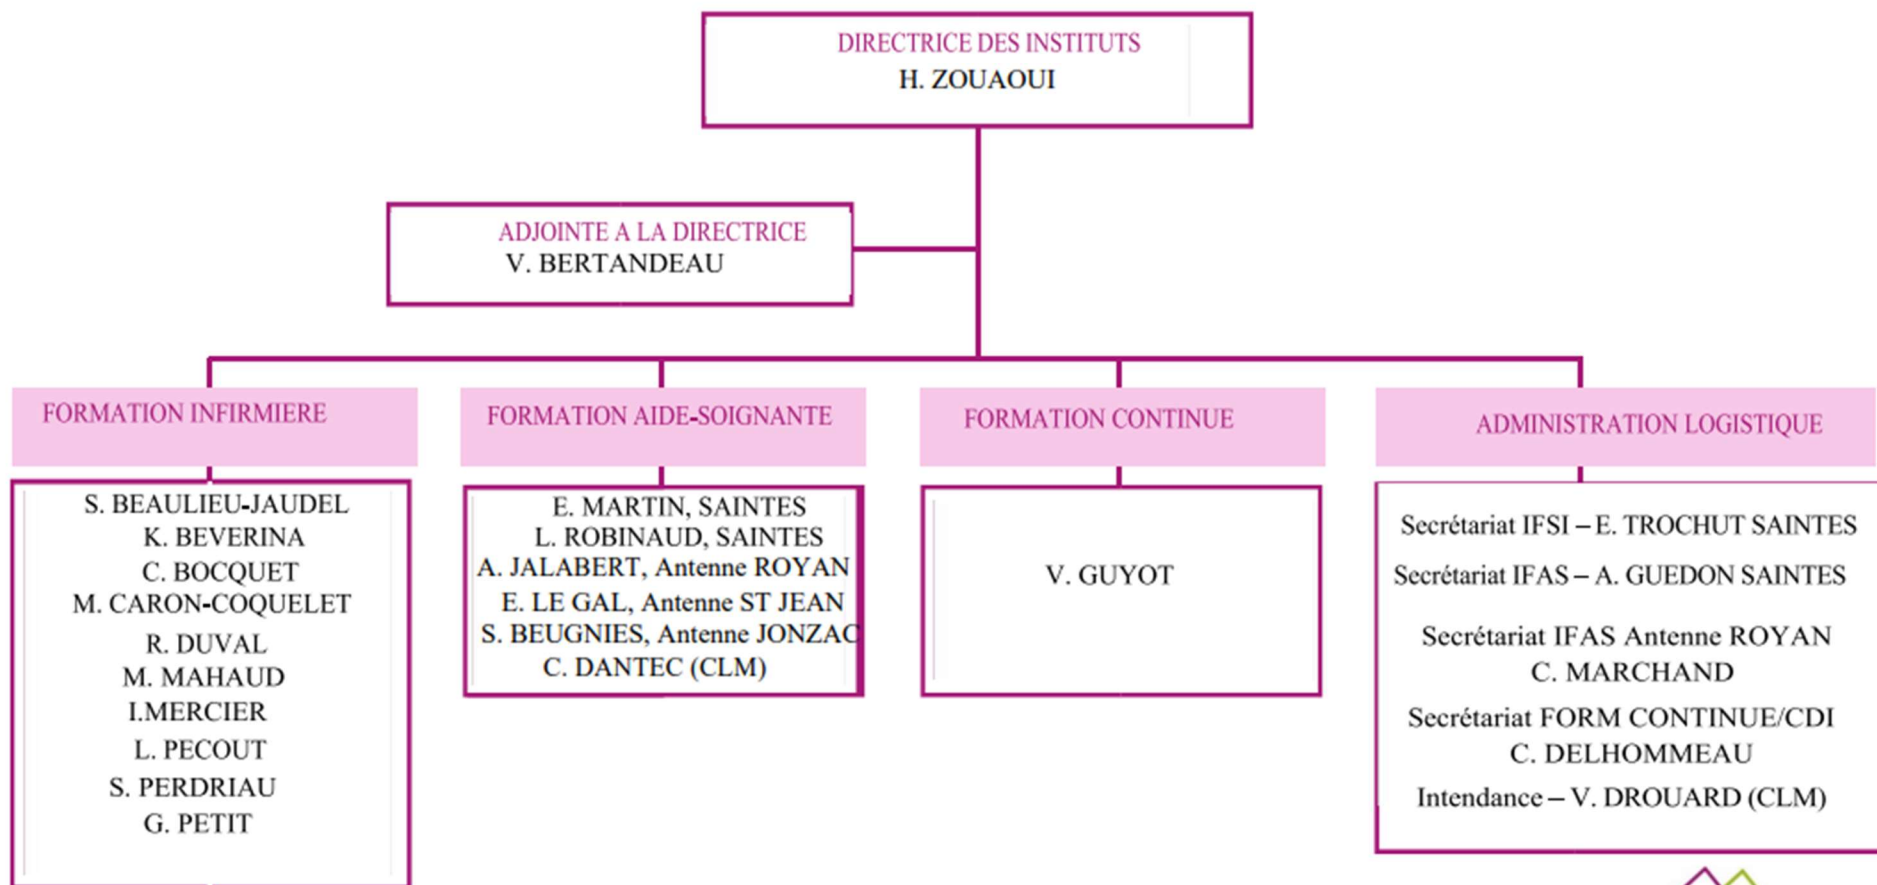 DIRECTRICE DES INSTITUTS
H. ZOUAOUI
ADJOINTE A LA DIRECTRICE
V. BERTANDEAU
FORMATION INFIRMIERE
S. BEAULIEU-JAUDEL
K. BEVERINA
C. BOCQUET
M. CARON-COQUELET
R. DUVAL
M. MAHAUD
I.MERCIER
L. PECOUT
S. PERDRIAU
G. PETIT
FORMATION AIDE-SOIGNANTE
E. MARTIN, SAINTES
L. ROBINAUD, SAINTES
A. JALABERT, Antenne ROYAN
E. LE GAL, Antenne ST JEAN
S. BEUGNIES, Antenne JONZAC
C. DANTEC (CLM)
FORMATION CONTINUE
V. GUYOT
ADMINISTRATION LOGISTIQUE
Secrétariat IFSI – E. TROCHUT SAINTES
Secrétariat IFAS – A. GUEDON SAINTES
Secrétariat IFAS Antenne ROYAN
C. MARCHAND
Secrétariat FORM CONTINUE/CDI
C. DELHOMMEAU
Intendance – V. DROUARD (CLM)